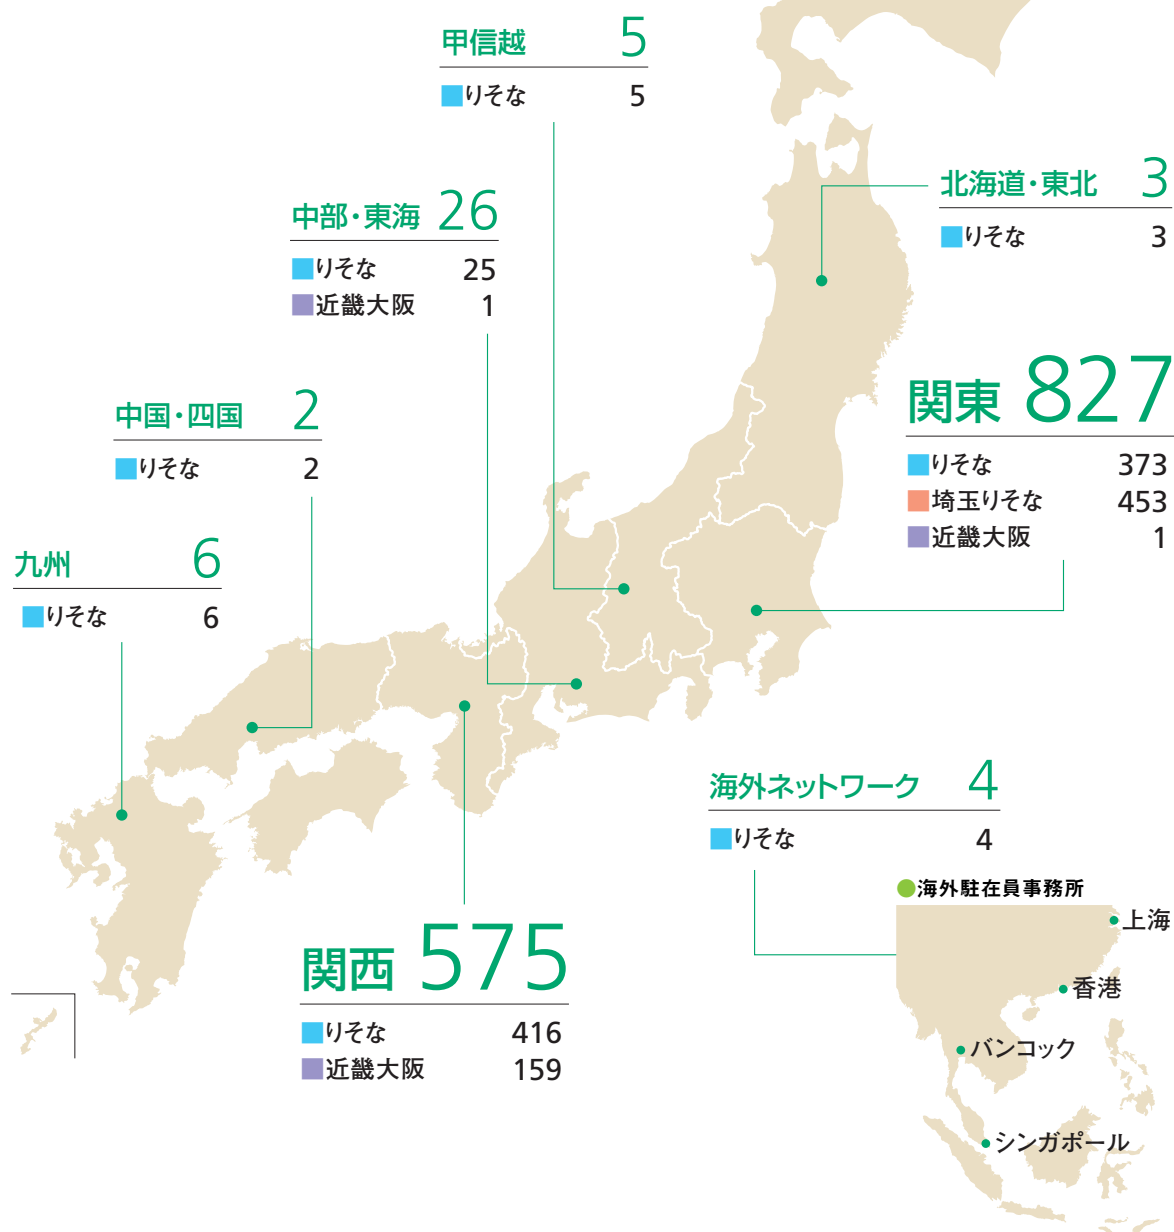 甲信越 5
りそな 5
北海道・東北 3
りそな 3
中部・東海 26
りそな 25
近畿大阪 1
関東 827
りそな 373
埼玉りそな 453
近畿大阪 1
中国・四国 2
りそな 2
九州 6
りそな 6
海外ネットワーク 4
りそな 4
海外駐在員事務所
上海
香港
バンコック
シンガポール
関西 575
りそな 416
近畿大阪 159